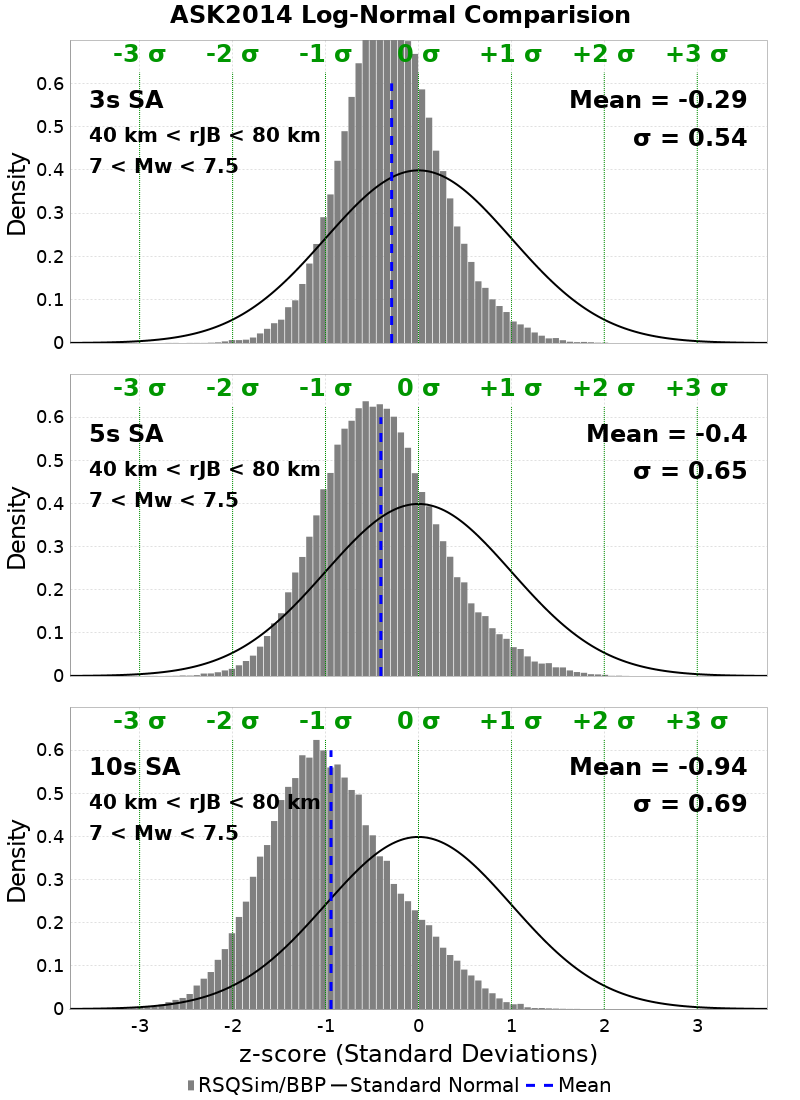 ASK2014 Log-Normal Comparision
-3 σ -2 σ -1 σ 0 σ +1 σ +2 σ +3 σ
3s SA
40 km < rJB < 80 km
7 < Mw < 7.5
Mean = -0.29
σ = 0.54
Density
0.6
0.5
0.4
0.3
0.2
0.1
0
-3 σ -2 σ -1 σ 0 σ +1 σ +2 σ +3 σ
5s SA
40 km < rJB < 80 km
7 < Mw < 7.5
Mean = -0.4
σ = 0.65
Density
0.6
0.5
0.4
0.3
0.2
0.1
0
-3 σ -2 σ -1 σ 0 σ +1 σ +2 σ +3 σ
10s SA
40 km < rJB < 80 km
7 < Mw < 7.5
Mean = -0.94
σ = 0.69
Density
0.6
0.5
0.4
0.3
0.2
0.1
0
-3 -2 -1 0 1 2 3
z-score (Standard Deviations)
RSQSim/BBP Standard Normal Mean